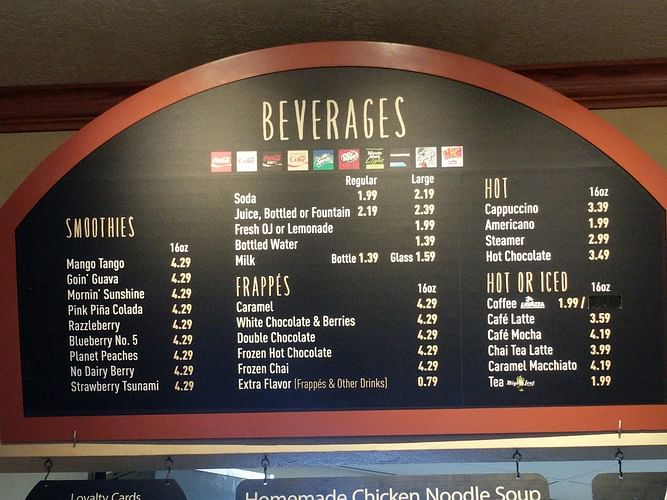 BEVERAGES
Regular Large
Soda 1.99 2.19
Juice, Bottled or Fountain 2.19 2.39
Fresh OJ or Lemonade 1.99
Bottled Water 1.39
Milk Bottle 1.39 Glass 1.59
SMOOTHIES
16oz
Mango Tango 4.29
Goin' Guava 4.29
Mornin' Sunshine 4.29
Pink Piña Colada 4.29
Razzleberry 4.29
Blueberry No. 5 4.29
Planet Peaches 4.29
No Dairy Berry 4.29
Strawberry Tsunami 4.29
FRAPPÉS 16oz
Caramel 4.29
White Chocolate & Berries 4.29
Double Chocolate 4.29
Frozen Hot Chocolate 4.29
Frozen Chai 4.29
Extra Flavor (Frappés & Other Drinks) 0.79
HOT 16oz
Cappuccino 3.39
Americano 1.99
Steamer 2.99
Hot Chocolate 3.49
HOT OR ICED 16oz
Coffee LAVAZZA 1.99 /
Café Latte 3.59
Café Mocha 4.19
Chai Tea Latte 3.99
Caramel Macchiato 4.19
Tea 1.99
Loyalty Cards
Homemade Chicken Noodle Soup